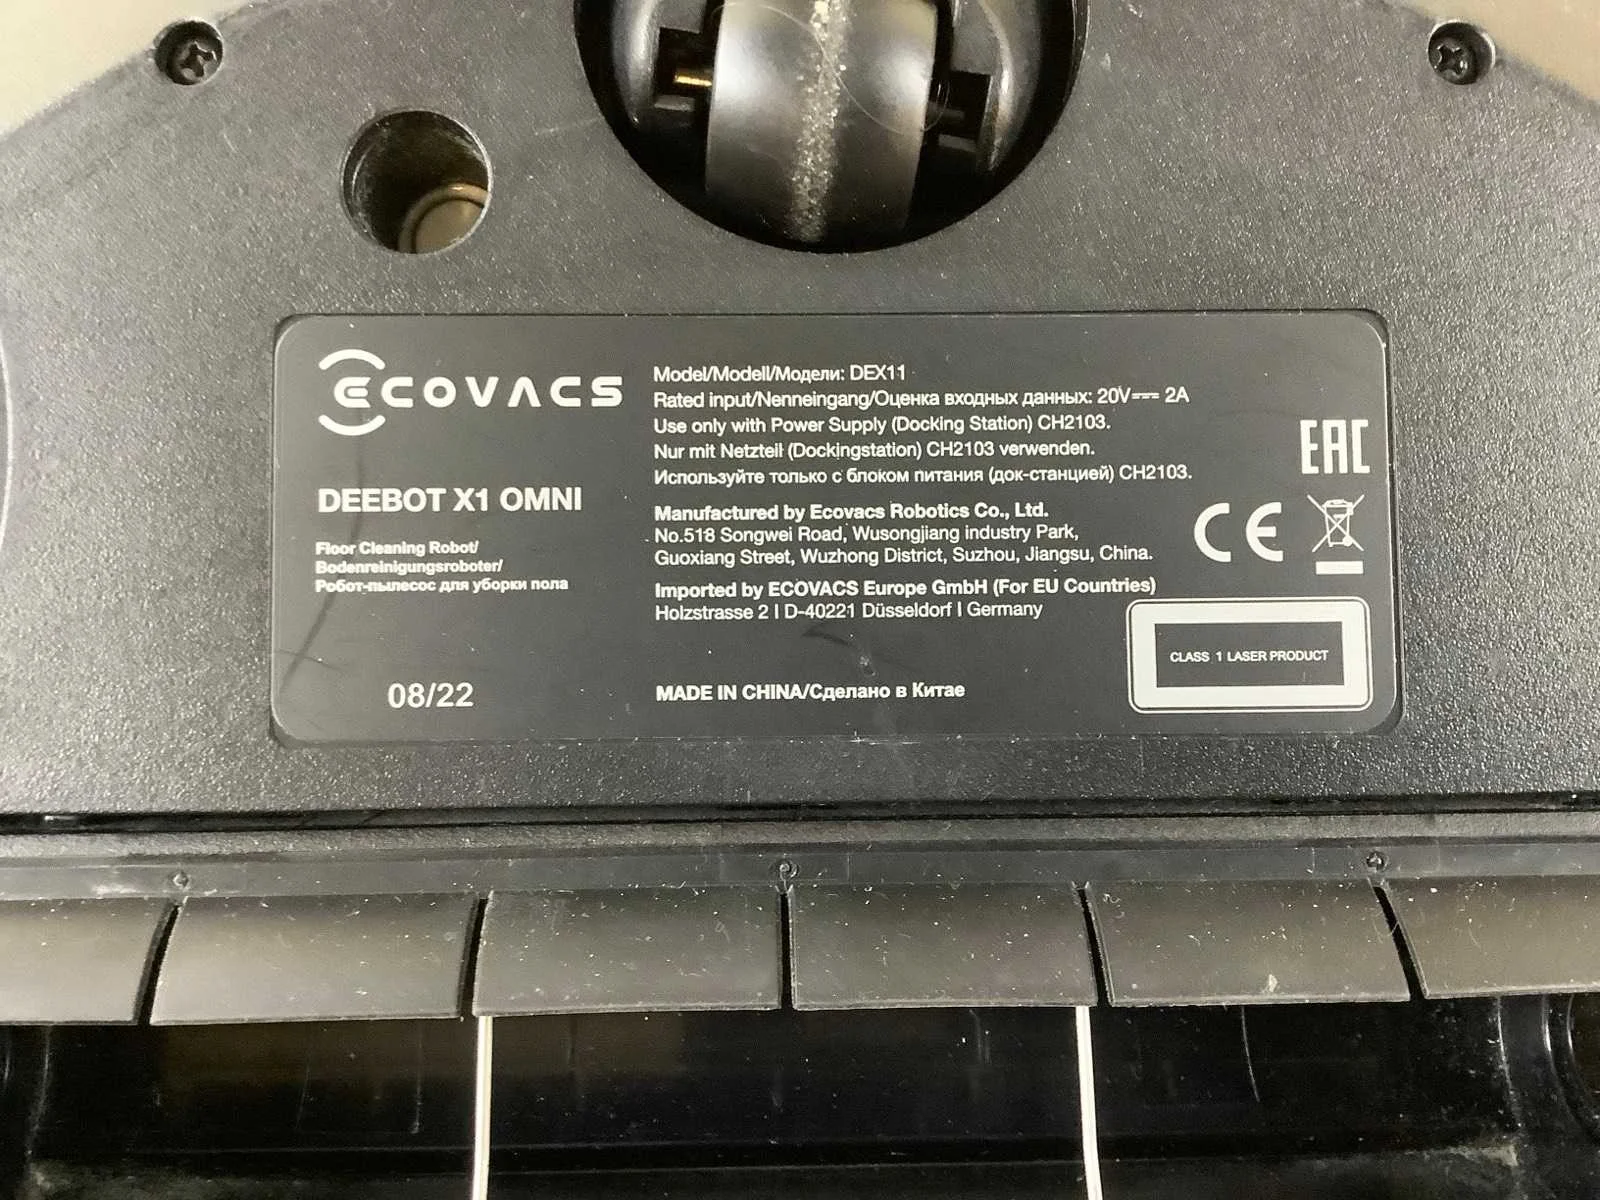 ECOVACS
DEEBOT X1 OMNI
Floor Cleaning Robot/
Bodenreinigungsroboter/
Робот-пылесос для уборки пола
08/22
Model/Modell/Модели: DEX11
Rated input/Nenneingang/Оценка входных данных: 20V⎓ 2A
Use only with Power Supply (Docking Station) CH2103.
Nur mit Netzteil (Dockingstation) CH2103 verwenden.
Используйте только с блоком питания (док-станцией) CH2103.
Manufactured by Ecovacs Robotics Co., Ltd.
No.518 Songwei Road, Wusongjiang industry Park,
Guoxiang Street, Wuzhong District, Suzhou, Jiangsu, China.
Imported by ECOVACS Europe GmbH (For EU Countries)
Holzstrasse 2 I D-40221 Düsseldorf I Germany
MADE IN CHINA/Сделано в Китае
EAC
CE
CLASS 1 LASER PRODUCT